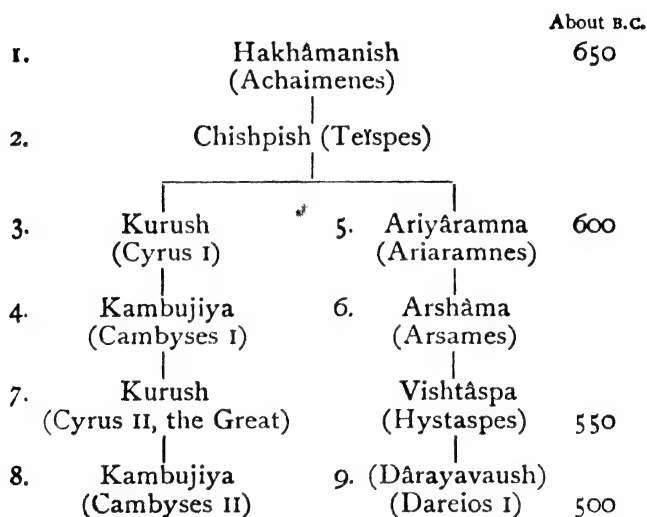 About B.C.
1. Hakhâmanish 650
(Achaimenes)
2. Chishpish (Teïspes)
3. Kurush 5. Ariyâramna 600
(Cyrus I) (Ariaramnes)
4. Kambujiya 6. Arshàma
(Cambyses I) (Arsames)
7. Kurush Vishtâspa
(Cyrus II, the Great) (Hystaspes) 550
8. Kambujiya 9. (Dârayavaush)
(Cambyses II) (Dareios I) 500